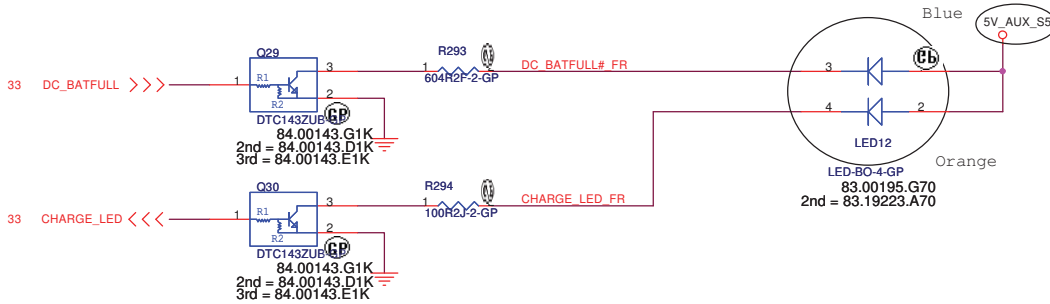 Blue
5V_AUX_S5
Q29
R293
33 DC_BATFULL
1
R1
R2
3
2
1
604R2F-2-GP
DC_BATFULL#_FR
3
4
2
GP
DTC143ZUB
84.00143.G1K
2nd = 84.00143.D1K
3rd = 84.00143.E1K
LED12
Orange
LED-BO-4-GP
83.00195.G70
2nd = 83.19223.A70
Q30
R294
33 CHARGE_LED
1
R1
R2
3
2
1
100R2J-2-GP
CHARGE_LED_FR
GP
DTC143ZUB
84.00143.G1K
2nd = 84.00143.D1K
3rd = 84.00143.E1K